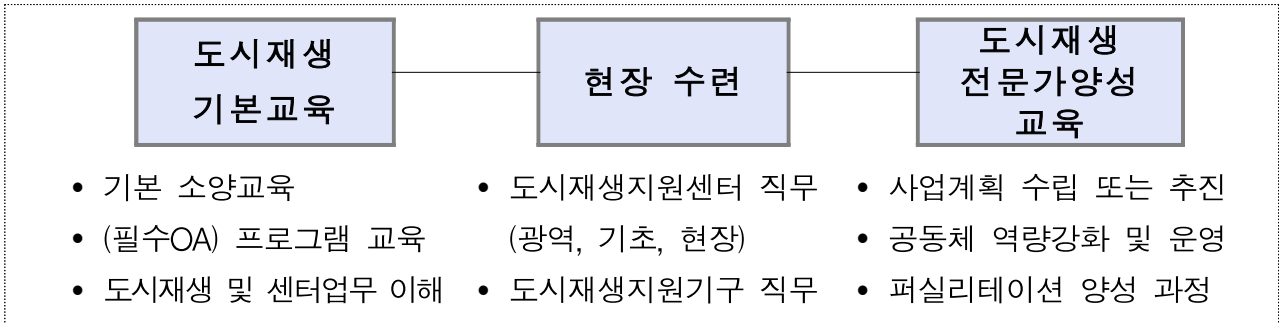 도시재생
기본교육
현장 수련
도시재생
전문가양성
교육
• 기본 소양교육
• (필수OA) 프로그램 교육
• 도시재생 및 센터업무 이해
• 도시재생지원센터 직무
(광역, 기초, 현장)
• 도시재생지원기구 직무
• 사업계획 수립 또는 추진
• 공동체 역량강화 및 운영
• 퍼실리테이션 양성 과정